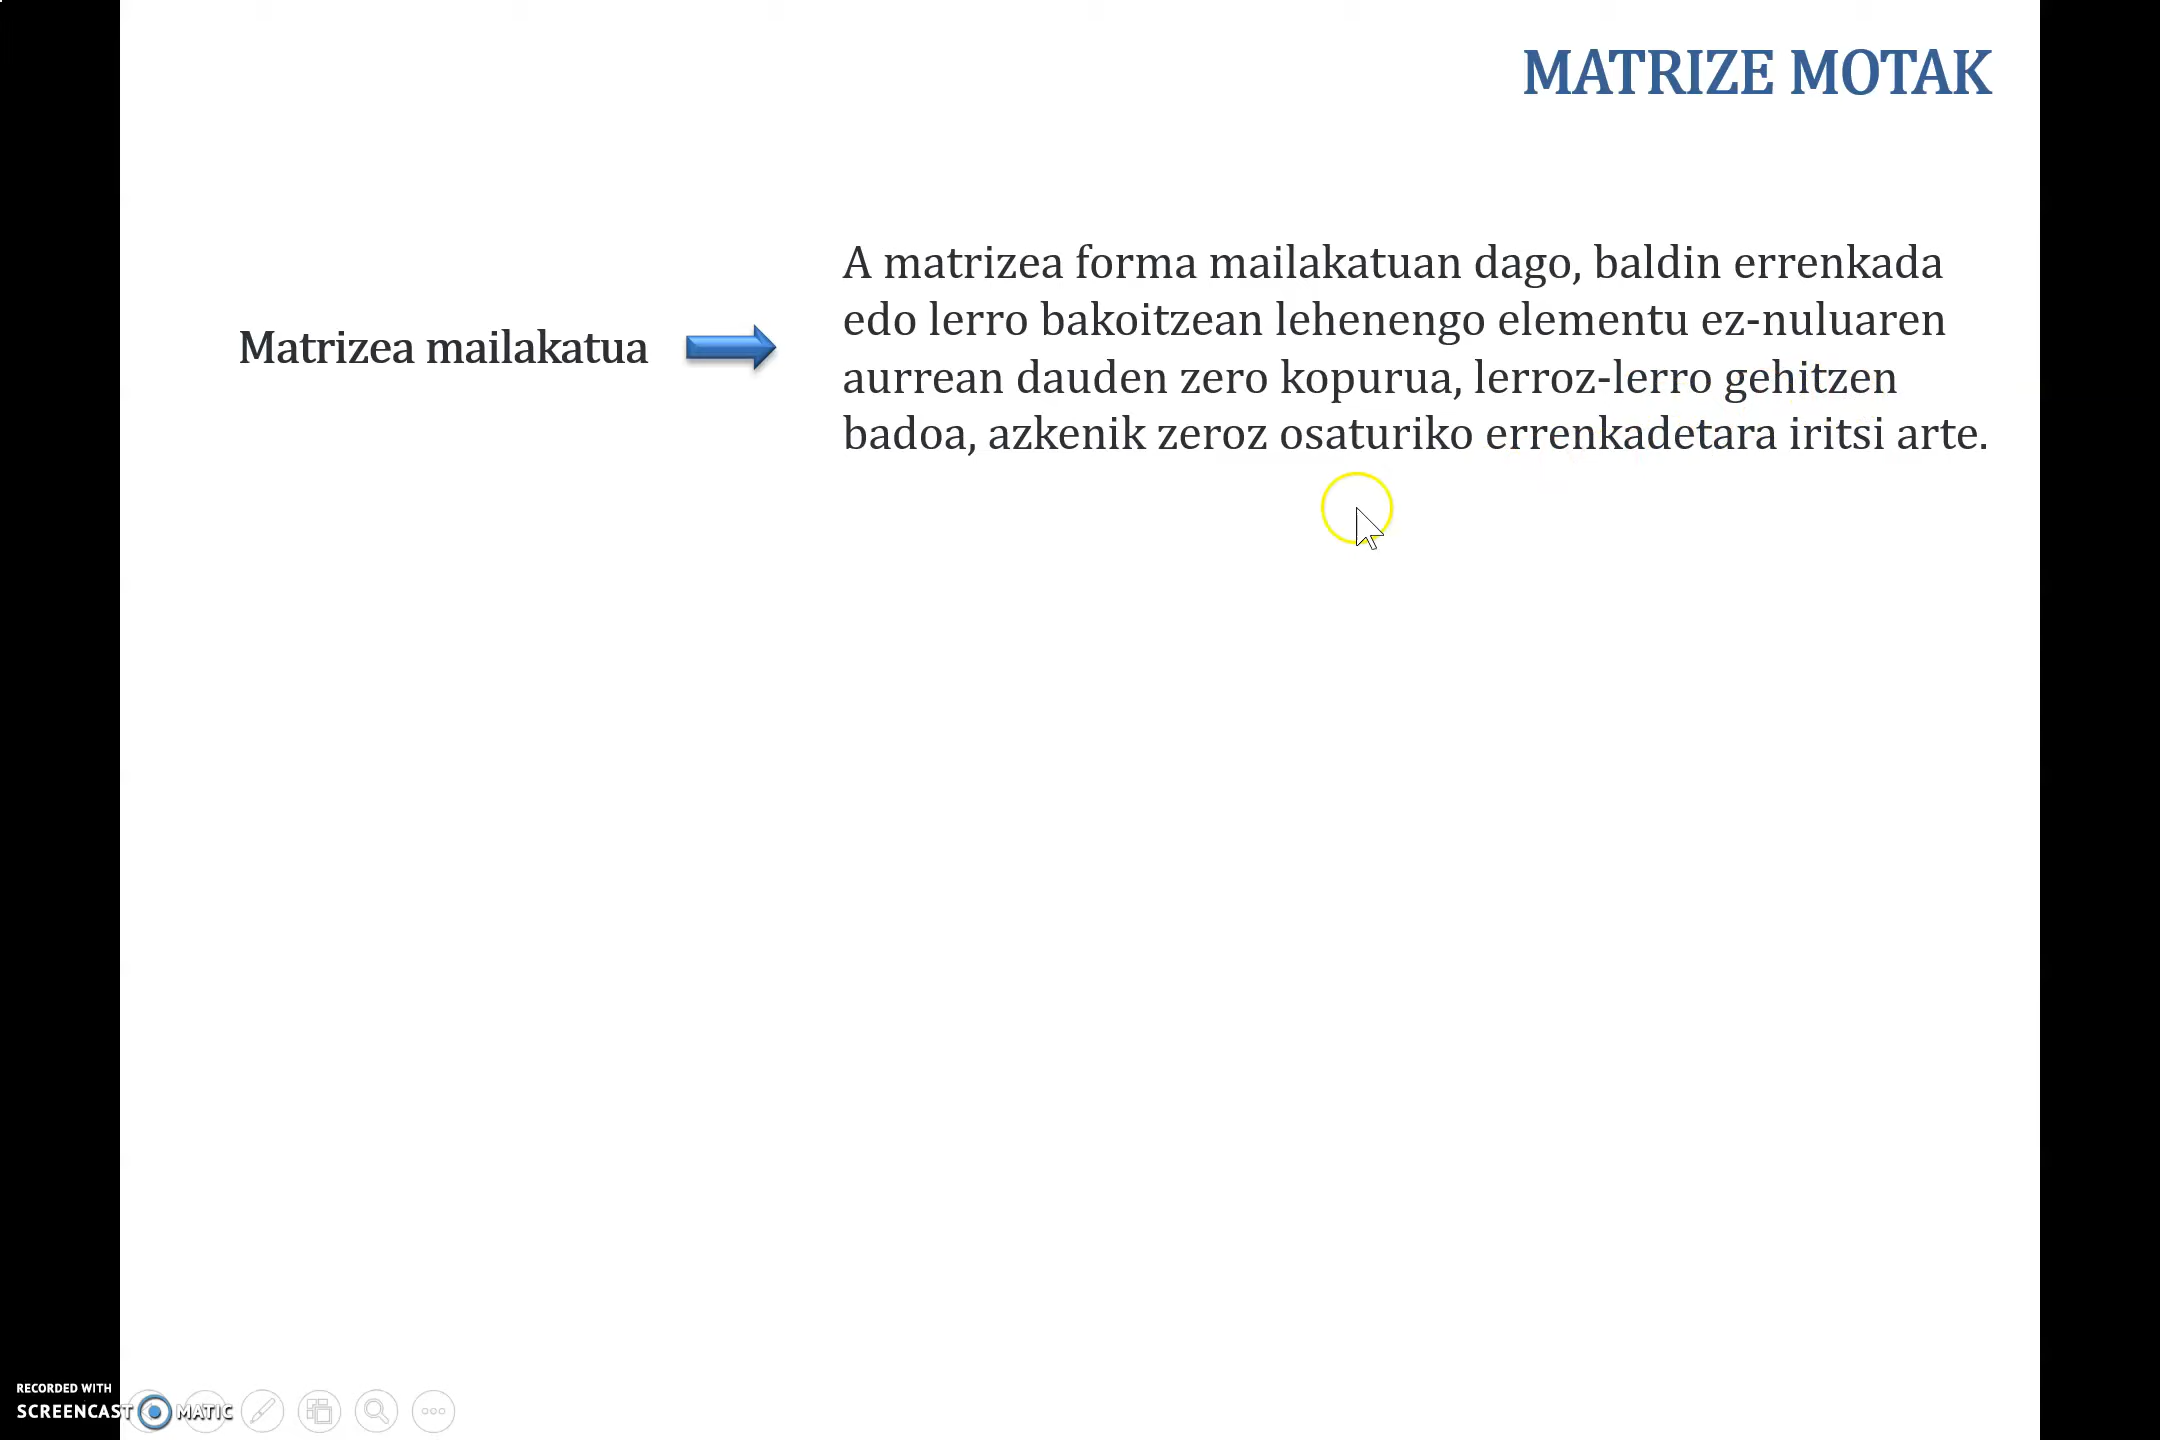 MATRIZE MOTAK
Matrizea mailakatua
A matrizea forma mailakatuan dago, baldin errenkada
edo lerro bakoitzean lehenengo elementu ez-nuluaren
aurrean dauden zero kopurua, lerroz-lerro gehitzen
badoa, azkenik zeroz osaturiko errenkadetara iritsi arte.
RECORDED WITH
SCREENCAST MATIC